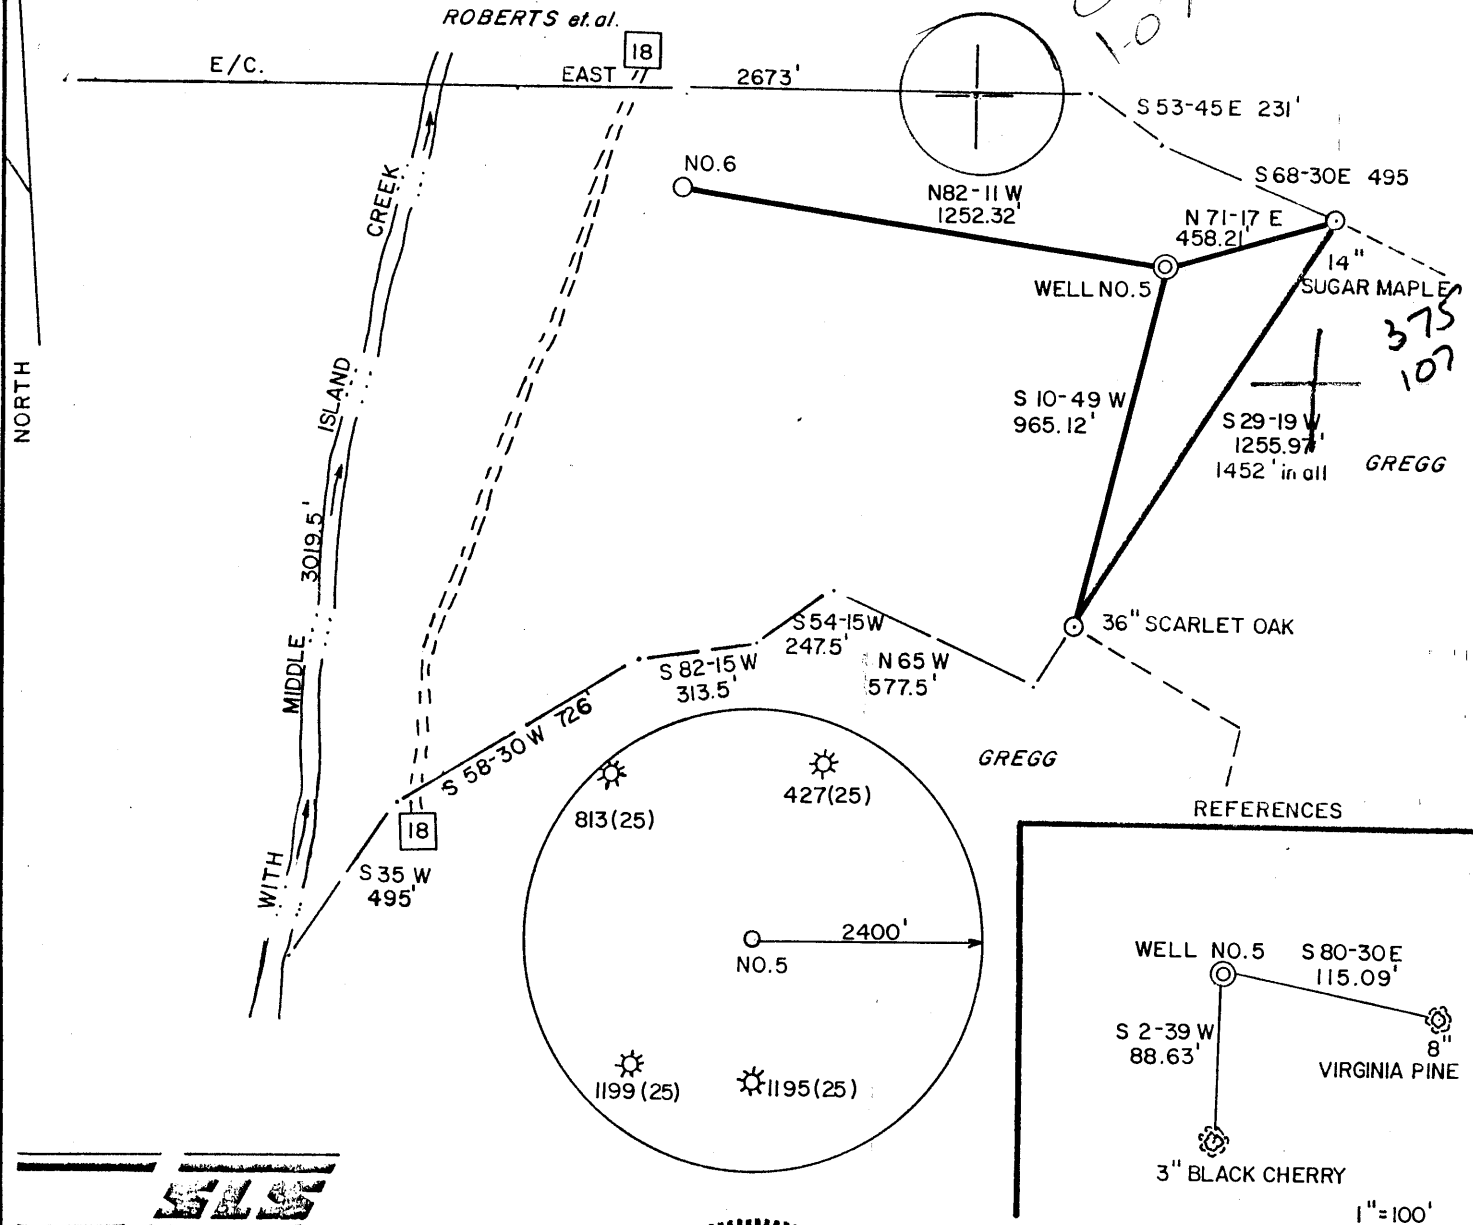 ROBERTS et.al.
18
E/C.
EAST
2673'
S 53-45 E 231'
S 68-30E 495
NO.6
N82-11 W
1252.32'
N 71-17 E
458.21'
WELL NO.5
14"
SUGAR MAPLE
375
107
CREEK
ISLAND
3019.5'
MIDDLE
WITH
NORTH
S 10-49 W
965.12'
S 29-19 W
1255.97'
1452' in all
GREGG
36" SCARLET OAK
S 54-15W
247.5'
N 65 W
577.5'
S 82-15 W
313.5'
S 58-30 W 726'
18
S 35 W
495'
GREGG
813(25)
427(25)
2400'
NO.5
1199(25)
1195(25)
REFERENCES
WELL NO.5
S 80-30E
115.09'
S 2-39 W
88.63'
8"
VIRGINIA PINE
3" BLACK CHERRY
1"=100'
SLS